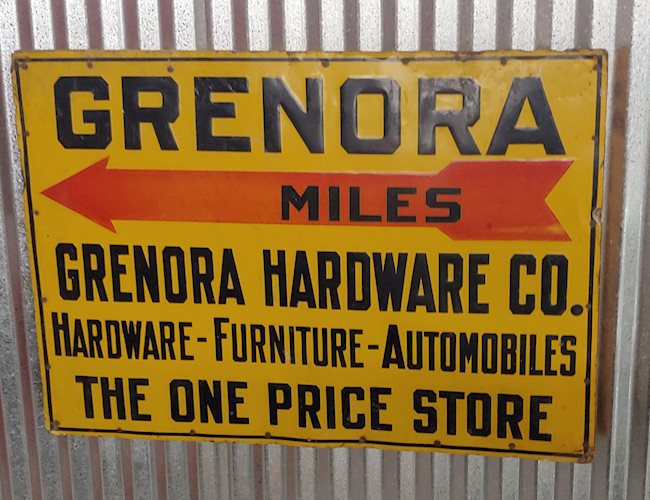 GRENORA
MILES
GRENORA HARDWARE CO.
HARDWARE-FURNITURE-AUTOMOBILES
THE ONE PRICE STORE